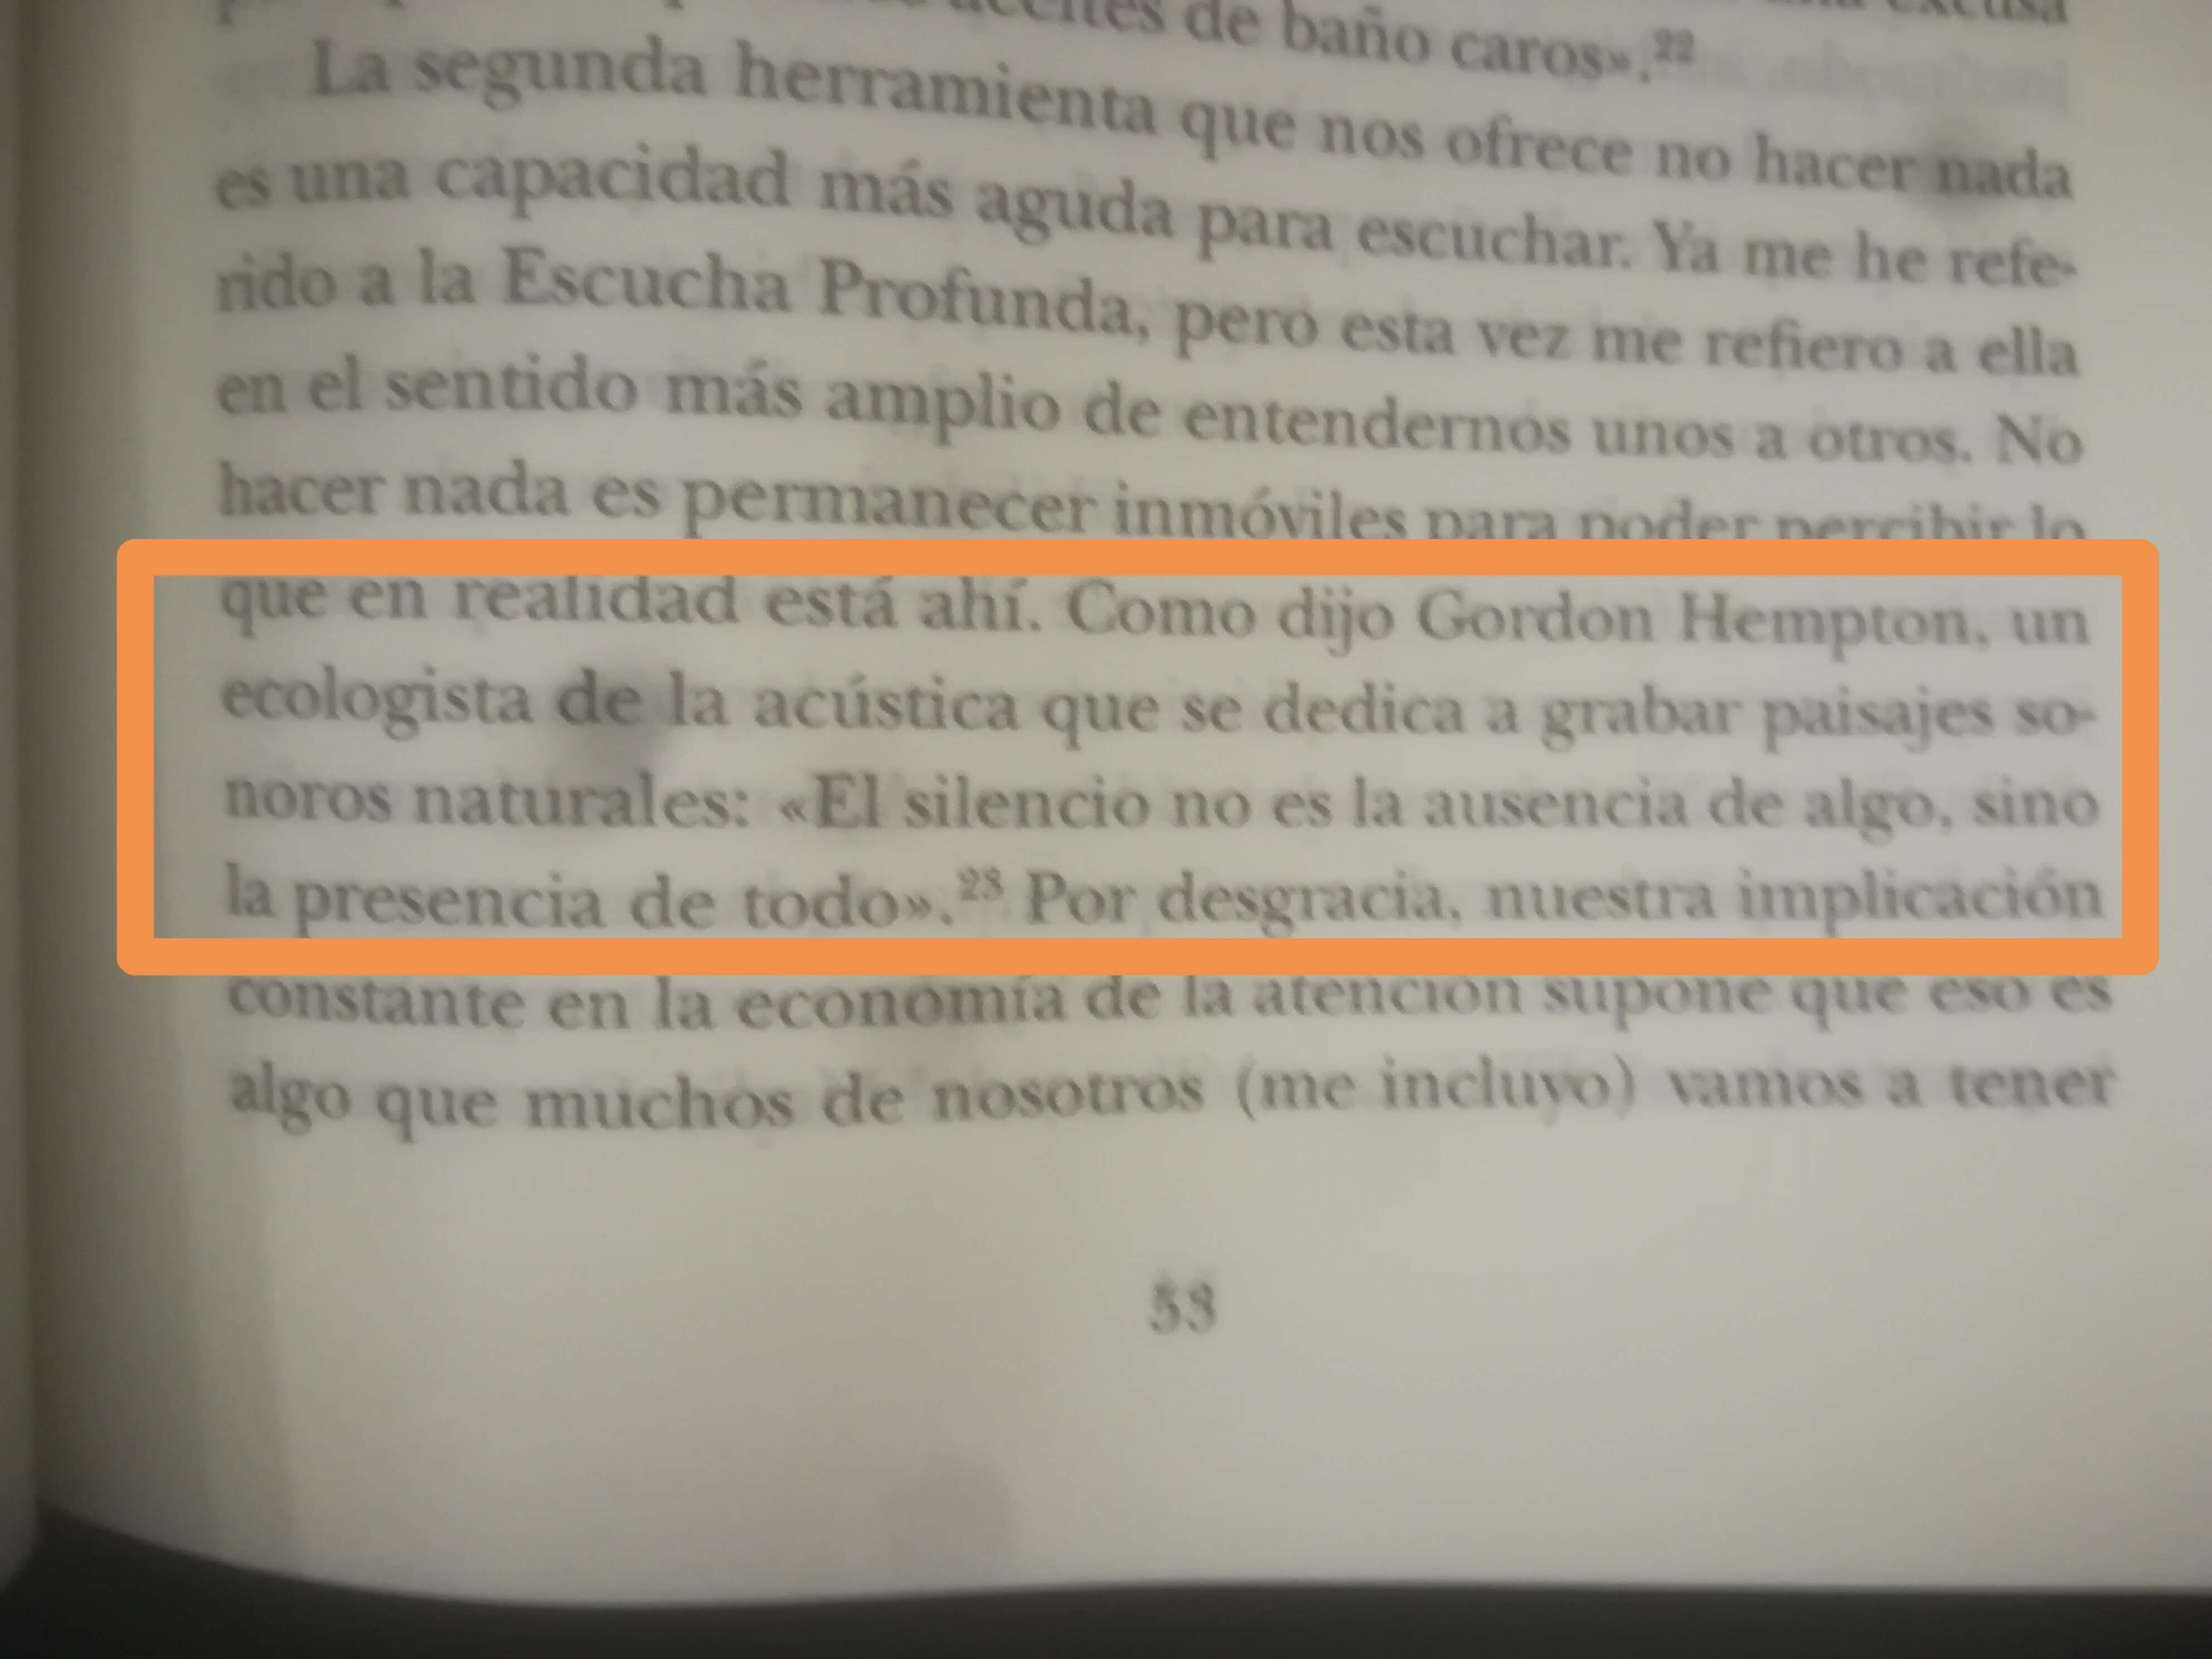 aceites de baño caros».²²
La segunda herramienta que nos ofrece no hacer nada
es una capacidad más aguda para escuchar. Ya me he refe-
rido a la Escucha Profunda, pero esta vez me refiero a ella
en el sentido más amplio de entendernos unos a otros. No
hacer nada es permanecer inmóviles para poder percibir lo
que en realidad está ahí. Como dijo Gordon Hempton, un
ecologista de la acústica que se dedica a grabar paisajes so-
noros naturales: «El silencio no es la ausencia de algo, sino
la presencia de todo».²³ Por desgracia, nuestra implicación
constante en la economía de la atención supone que eso es
algo que muchos de nosotros (me incluyo) vamos a tener
53